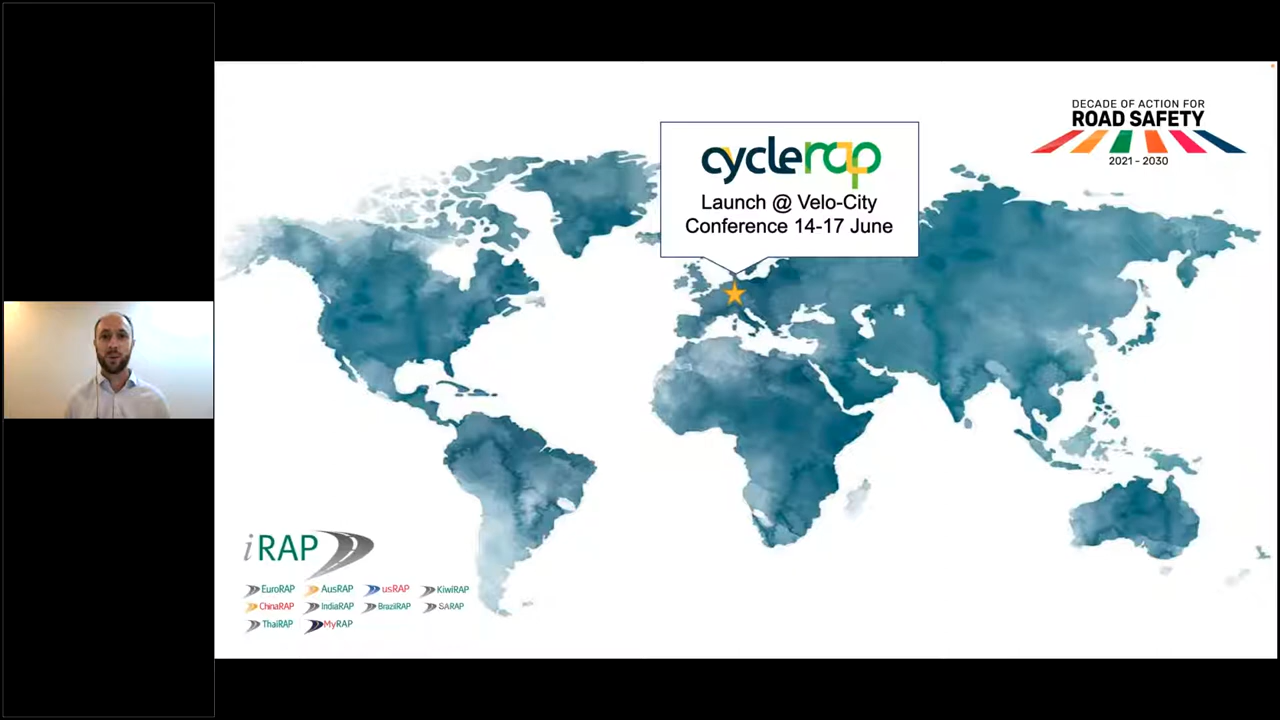 DECADE OF ACTION FOR
ROAD SAFETY
2021 - 2030
cyclerap
Launch @ Velo-City
Conference 14-17 June
iRAP
EuroRAP AusRAP usRAP KiwiRAP
ChinaRAP IndiaRAP BrazilRAP SARAP
ThaiRAP MyRAP